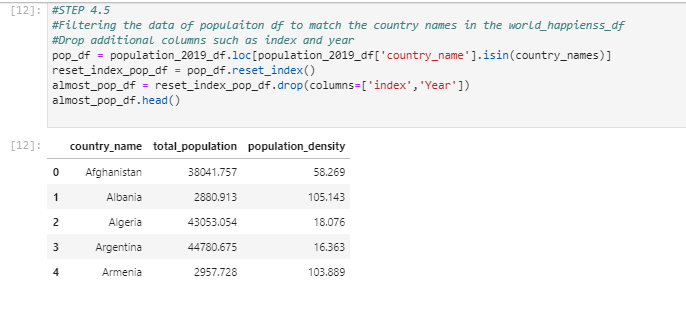 [12]: #STEP 4.5
#Filtering the data of populaiton df to match the country names in the world_happienss_df
#Drop additional columns such as index and year
pop_df = population_2019_df.loc[population_2019_df['country_name'].isin(country_names)]
reset_index_pop_df = pop_df.reset_index()
almost_pop_df = reset_index_pop_df.drop(columns=['index','Year'])
almost_pop_df.head()
[12]: country_name total_population population_density
0 Afghanistan 38041.757 58.269
1 Albania 2880.913 105.143
2 Algeria 43053.054 18.076
3 Argentina 44780.675 16.363
4 Armenia 2957.728 103.889